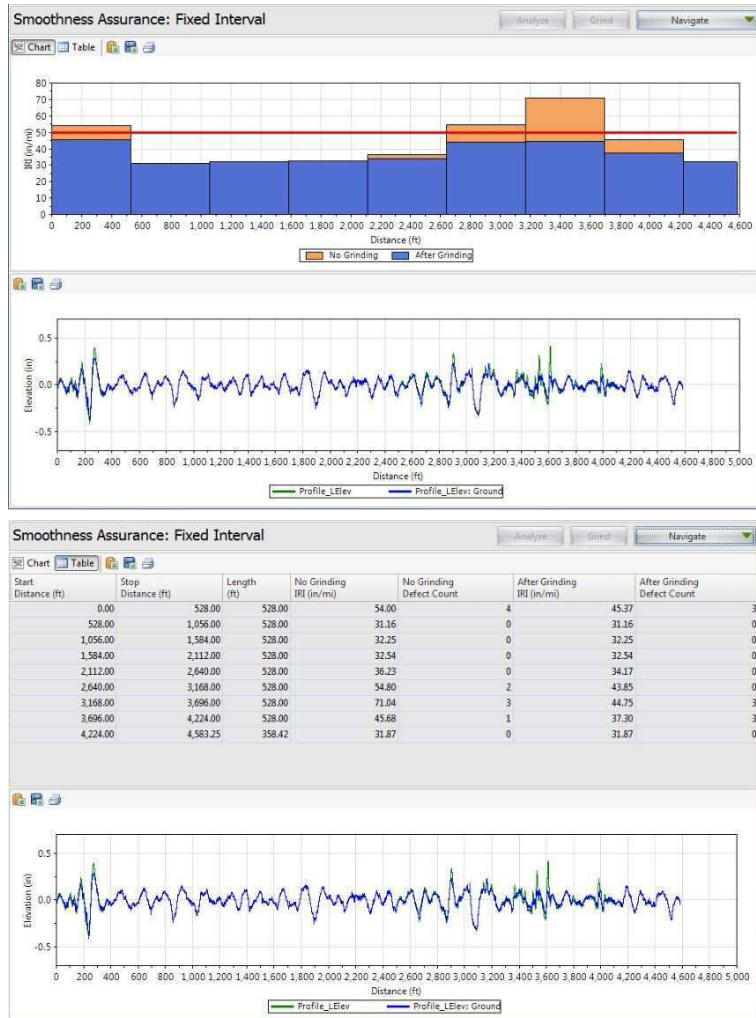 Smoothness Assurance: Fixed Interval
Analyze Grind Navigate
Chart Table
80
70
60
50
40
30
20
10
0
IRI (in/mi)
0 200 400 600 800 1,000 1,200 1,400 1,600 1,800 2,000 2,200 2,400 2,600 2,800 3,000 3,200 3,400 3,600 3,800 4,000 4,200 4,400 4,600
Distance (ft)
No Grinding After Grinding
0.5
0.0
-0.5
Elevation (in)
0 200 400 600 800 1,000 1,200 1,400 1,600 1,800 2,000 2,200 2,400 2,600 2,800 3,000 3,200 3,400 3,600 3,800 4,000 4,200 4,400 4,600 4,800 5,000
Distance (ft)
Profile_LElev Profile_LElev: Ground
Smoothness Assurance: Fixed Interval
Analyze Grind Navigate
Chart Table
Start Stop Length No Grinding No Grinding After Grinding After Grinding
Distance (ft) Distance (ft) (ft) IRI (in/mi) Defect Count IRI (in/mi) Defect Count
0.00 528.00 528.00 54.00 4 45.37 3
528.00 1,056.00 528.00 31.16 0 31.16 0
1,056.00 1,584.00 528.00 32.25 0 32.25 0
1,584.00 2,112.00 528.00 32.54 0 32.54 0
2,112.00 2,640.00 528.00 36.23 0 34.17 0
2,640.00 3,168.00 528.00 54.80 2 43.85 0
3,168.00 3,696.00 528.00 71.04 3 44.75 3
3,696.00 4,224.00 528.00 45.68 1 37.30 0
4,224.00 4,583.25 358.42 31.87 0 31.87 0
0.5
0.0
-0.5
Elevation (in)
0 200 400 600 800 1,000 1,200 1,400 1,600 1,800 2,000 2,200 2,400 2,600 2,800 3,000 3,200 3,400 3,600 3,800 4,000 4,200 4,400 4,600 4,800 5,000
Distance (ft)
Profile_LElev Profile_LElev: Ground